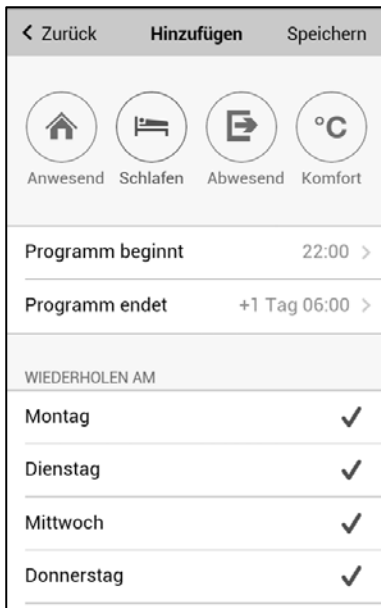 Zurück Hinzufügen Speichern
°C
Anwesend Schlafen Abwesend Komfort
Programm beginnt 22:00
Programm endet +1 Tag 06:00
WIEDERHOLEN AM
Montag
Dienstag
Mittwoch
Donnerstag